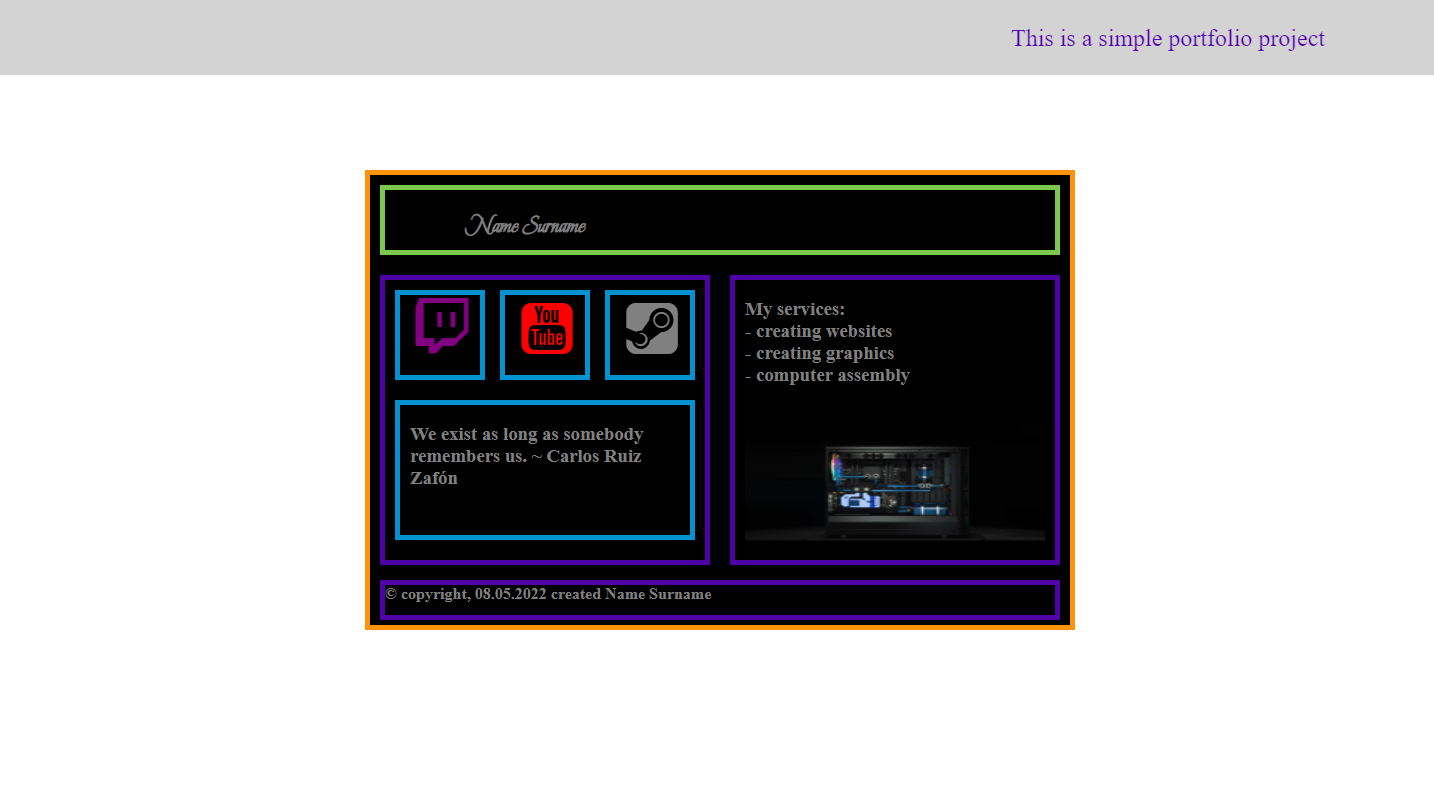 This is a simple portfolio project
Name Surname
You
Tube
My services:
- creating websites
- creating graphics
- computer assembly
We exist as long as somebody
remembers us. ~ Carlos Ruiz
Zafón
© copyright, 08.05.2022 created Name Surname